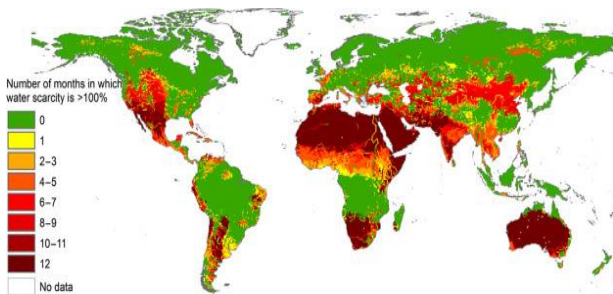 Number of months in which
water scarcity is >100%
0
1
2–3
4–5
6–7
8–9
10–11
12
No data